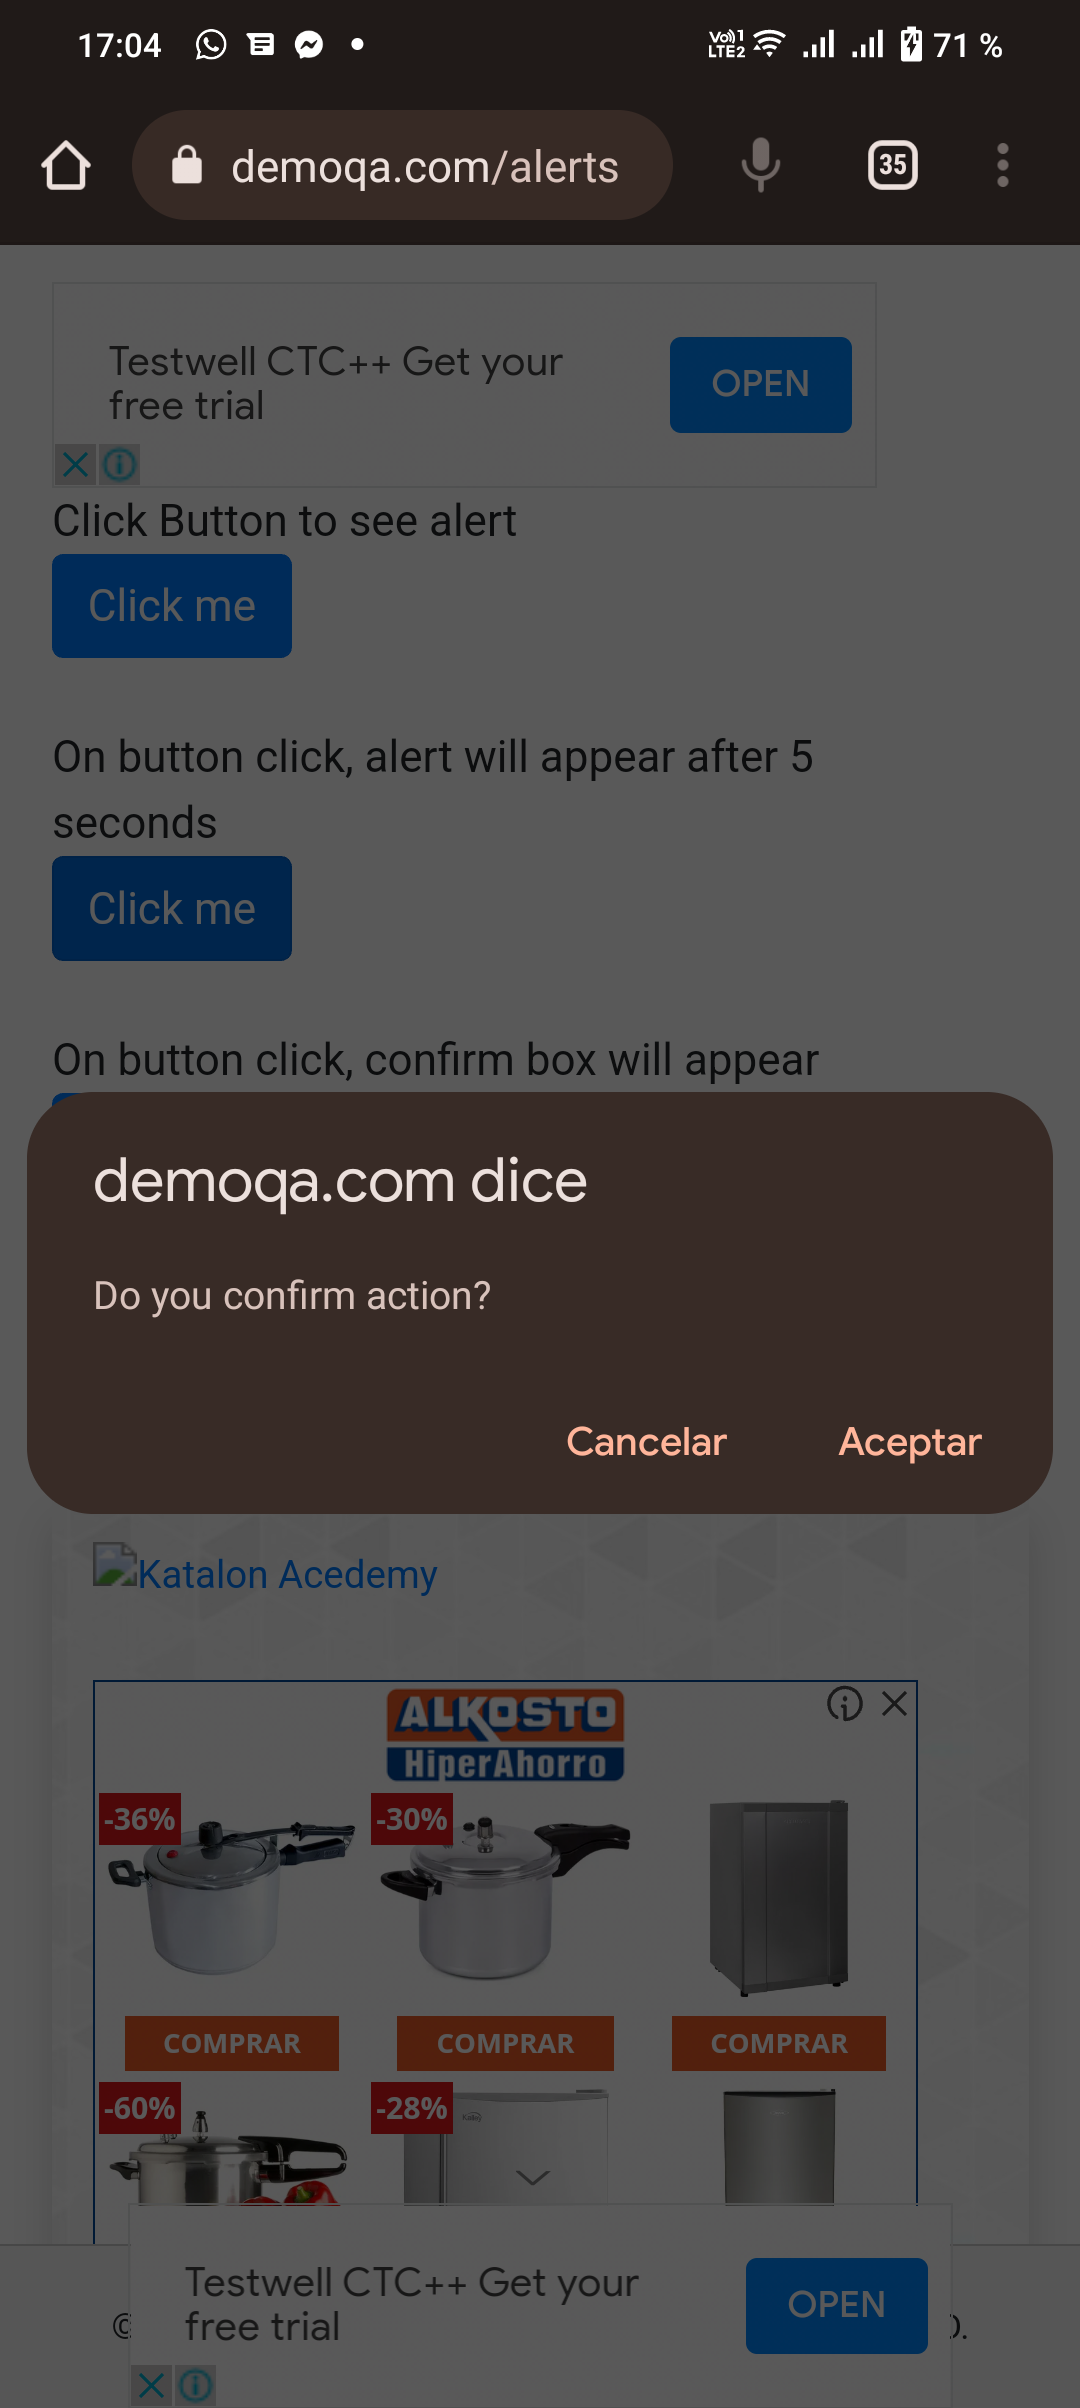 17:04
Vo))1 LTE2
71 %
demoqa.com/alerts
35
Testwell CTC++ Get your
free trial
OPEN
Click Button to see alert
Click me
On button click, alert will appear after 5
seconds
Click me
On button click, confirm box will appear
demoqa.com dice
Do you confirm action?
Cancelar
Aceptar
Katalon Acedemy
ALKOSTO
HiperAhorro
-36%
-30%
COMPRAR
COMPRAR
COMPRAR
-60%
-28%
Testwell CTC++ Get your
free trial
OPEN
©